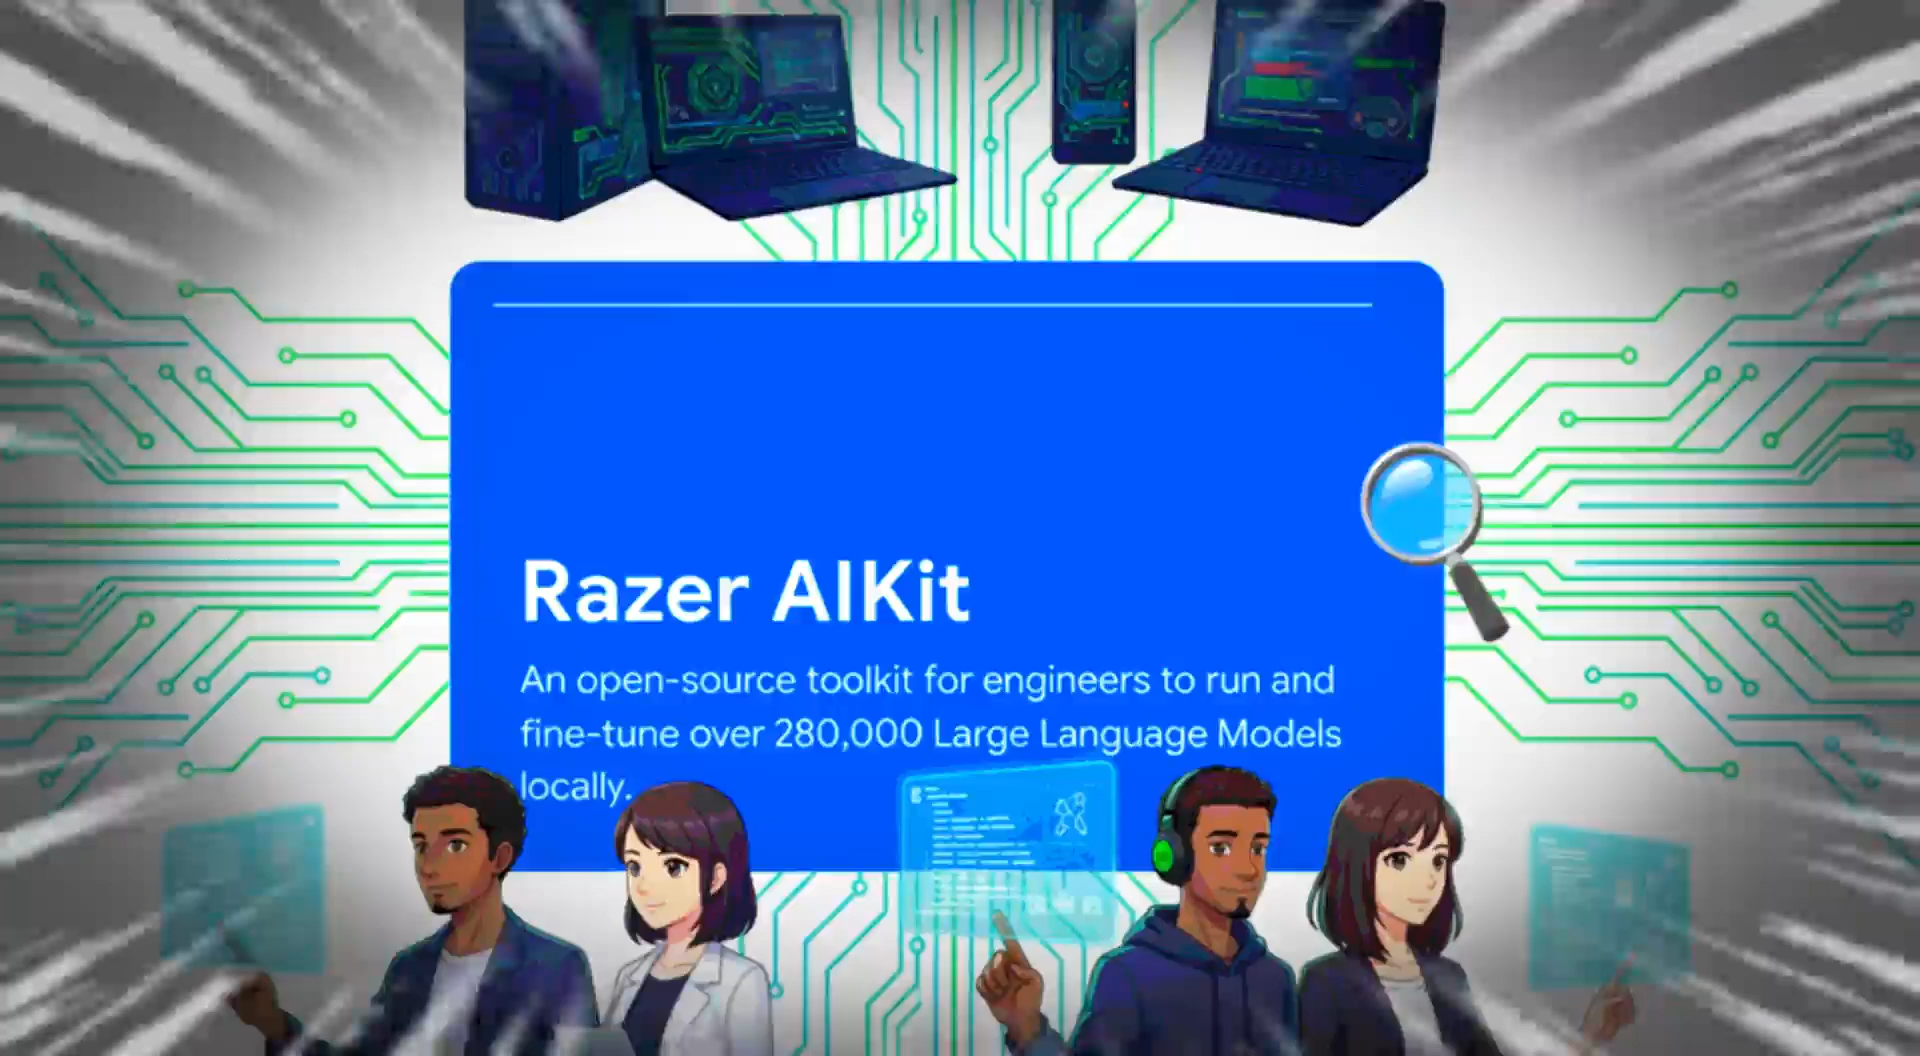 Razer AIKit
An open-source toolkit for engineers to run and
fine-tune over 280,000 Large Language Models
locally.